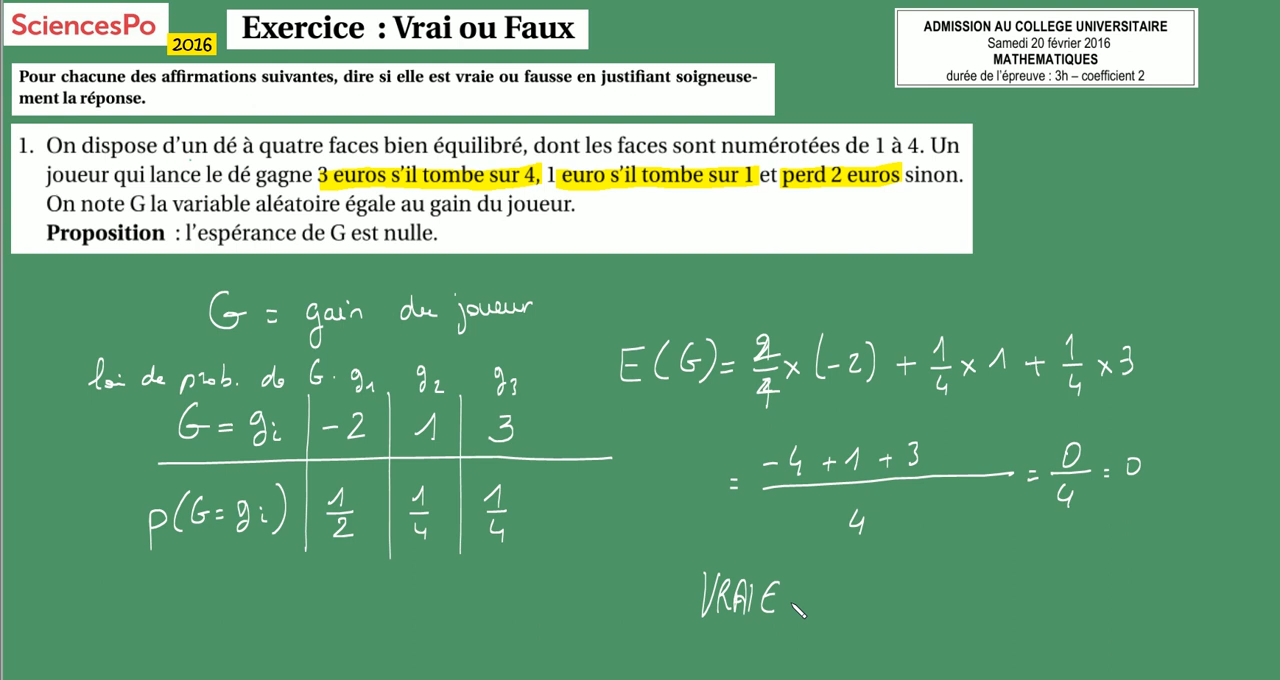 SciencesPo
2016
Exercice : Vrai ou Faux
ADMISSION AU COLLEGE UNIVERSITAIRE
Samedi 20 février 2016
MATHEMATIQUES
durée de l'épreuve : 3h – coefficient 2
Pour chacune des affirmations suivantes, dire si elle est vraie ou fausse en justifiant soigneuse-
ment la réponse.
1. On dispose d'un dé à quatre faces bien équilibré, dont les faces sont numérotées de 1 à 4. Un
joueur qui lance le dé gagne 3 euros s'il tombe sur 4, 1 euro s'il tombe sur 1 et perd 2 euros sinon.
On note G la variable aléatoire égale au gain du joueur.
Proposition : l'espérance de G est nulle.
G = gain du joueur
loi de prob. de G. g₁ g₂ g₃
G = gᵢ | -2 | 1 | 3
p(G = gᵢ) | 1/2 | 1/4 | 1/4
E(G) = 2/4 × (-2) + 1/4 × 1 + 1/4 × 3
= (-4 + 1 + 3)/4 = 0/4 = 0
VRAIE